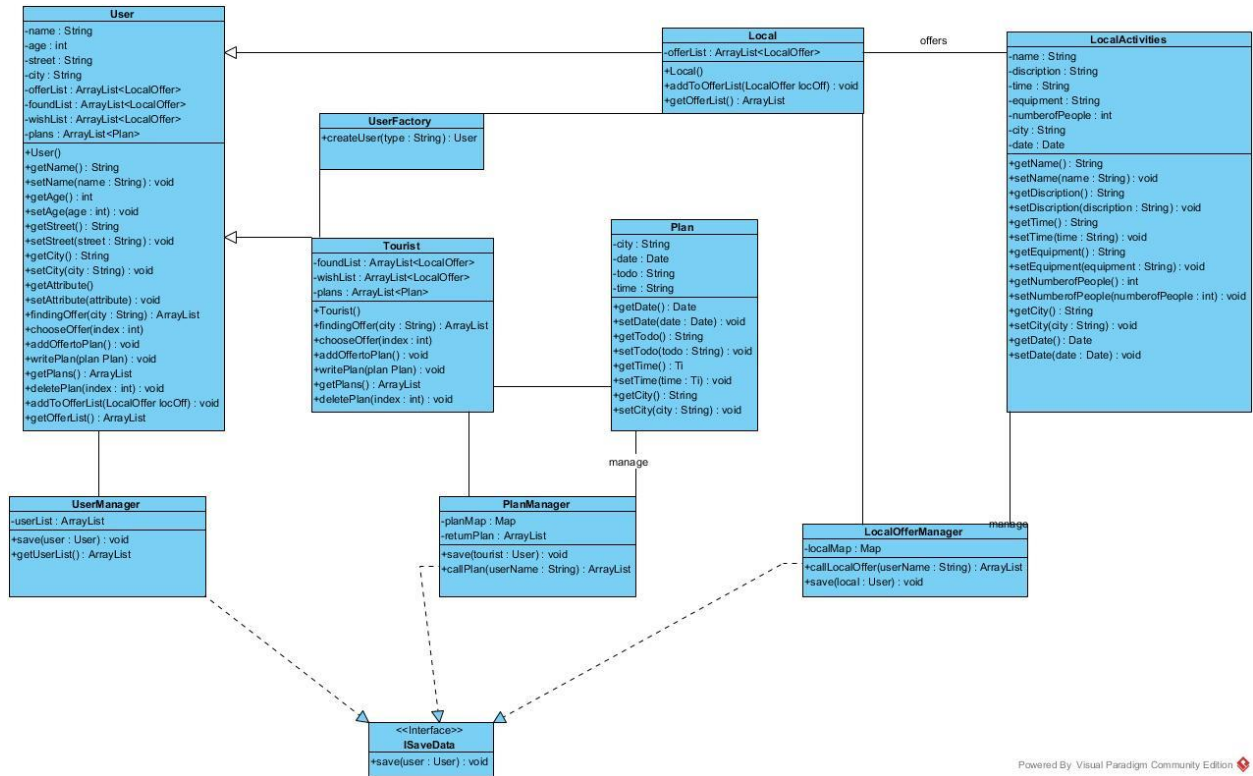 User
-name : String
-age : int
-street : String
-city : String
-offerList : ArrayList<LocalOffer>
-foundList : ArrayList<LocalOffer>
-wishList : ArrayList<LocalOffer>
-plans : ArrayList<Plan>
+User()
+getName() : String
+setName(name : String) : void
+getAge() : int
+setAge(age : int) : void
+getStreet() : String
+setStreet(street : String) : void
+getCity() : String
+setCity(city : String) : void
+getAttribute()
+setAttribute(attribute) : void
+findingOffer(city : String) : ArrayList
+chooseOffer(index : int)
+addOffertoPlan() : void
+writePlan(plan Plan) : void
+getPlans() : ArrayList
+deletePlan(index : int) : void
+addToOfferList(LocalOffer locOff) : void
+getOfferList() : ArrayList
Local
-offerList : ArrayList<LocalOffer>
+Local()
+addToOfferList(LocalOffer locOff) : void
+getOfferList() : ArrayList
offers
LocalActivities
-name : String
-discription : String
-time : String
-equipment : String
-numberofPeople : int
-city : String
-date : Date
+getName() : String
+setName(name : String) : void
+getDiscription() : String
+setDiscription(discription : String) : void
+getTime() : String
+setTime(time : String) : void
+getEquipment() : String
+setEquipment(equipment : String) : void
+getNumberofPeople() : int
+setNumberofPeople(numberofPeople : int) : void
+getCity() : String
+setCity(city : String) : void
+getDate() : Date
+setDate(date : Date) : void
UserFactory
+createUser(type : String) : User
Tourist
-foundList : ArrayList<LocalOffer>
-wishList : ArrayList<LocalOffer>
-plans : ArrayList<Plan>
+Tourist()
+findingOffer(city : String) : ArrayList
+chooseOffer(index : int)
+addOffertoPlan() : void
+writePlan(plan Plan) : void
+getPlans() : ArrayList
+deletePlan(index : int) : void
Plan
-city : String
-date : Date
-todo : String
-time : String
+getDate() : Date
+setDate(date : Date) : void
+getTodo() : String
+setTodo(todo : String) : void
+getTime() : Ti
+setTime(time : Ti) : void
+getCity() : String
+setCity(city : String) : void
manage
UserManager
-userList : ArrayList
+save(user : User) : void
+getUserList() : ArrayList
PlanManager
-planMap : Map
-returnPlan : ArrayList
+save(tourist : User) : void
+callPlan(userName : String) : ArrayList
manage
LocalOfferManager
-localMap : Map
+callLocalOffer(userName : String) : ArrayList
+save(local : User) : void
<<Interface>>
ISaveData
+save(user : User) : void
Powered By Visual Paradigm Community Edition